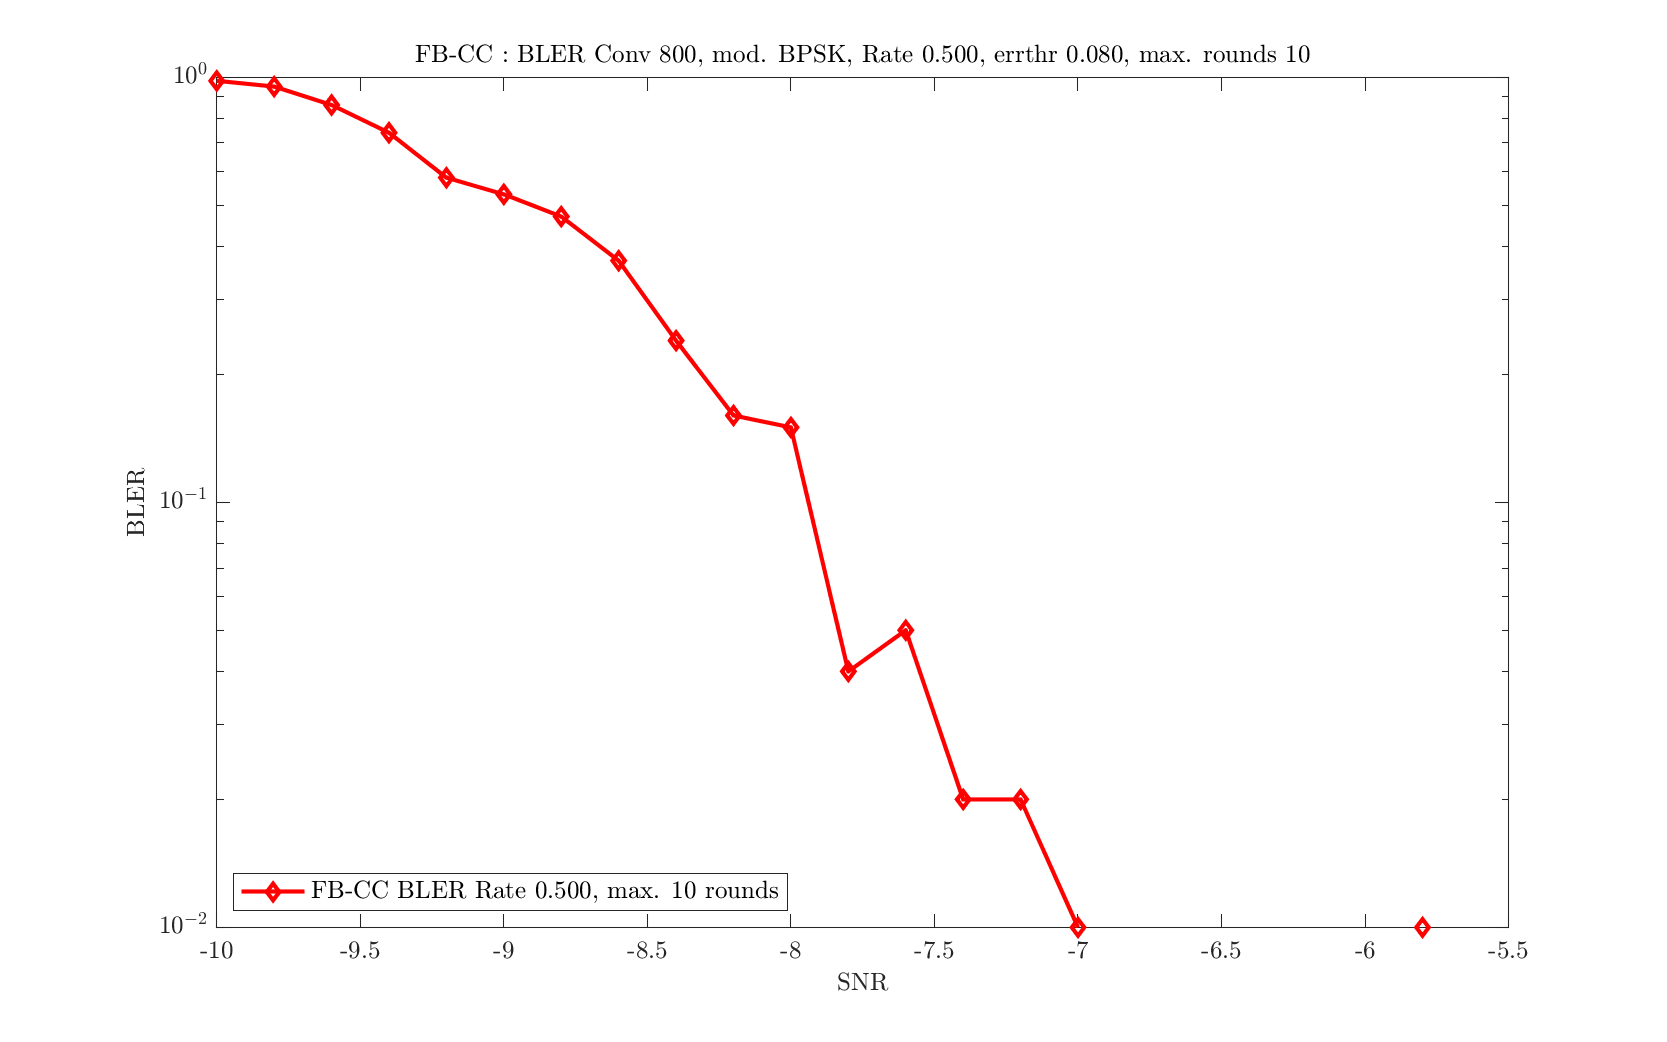 FB-CC : BLER Conv 800, mod. BPSK, Rate 0.500, errthr 0.080, max. rounds 10
10^0
10^{-1}
10^{-2}
BLER
FB-CC BLER Rate 0.500, max. 10 rounds
-10 -9.5 -9 -8.5 -8 -7.5 -7 -6.5 -6 -5.5
SNR